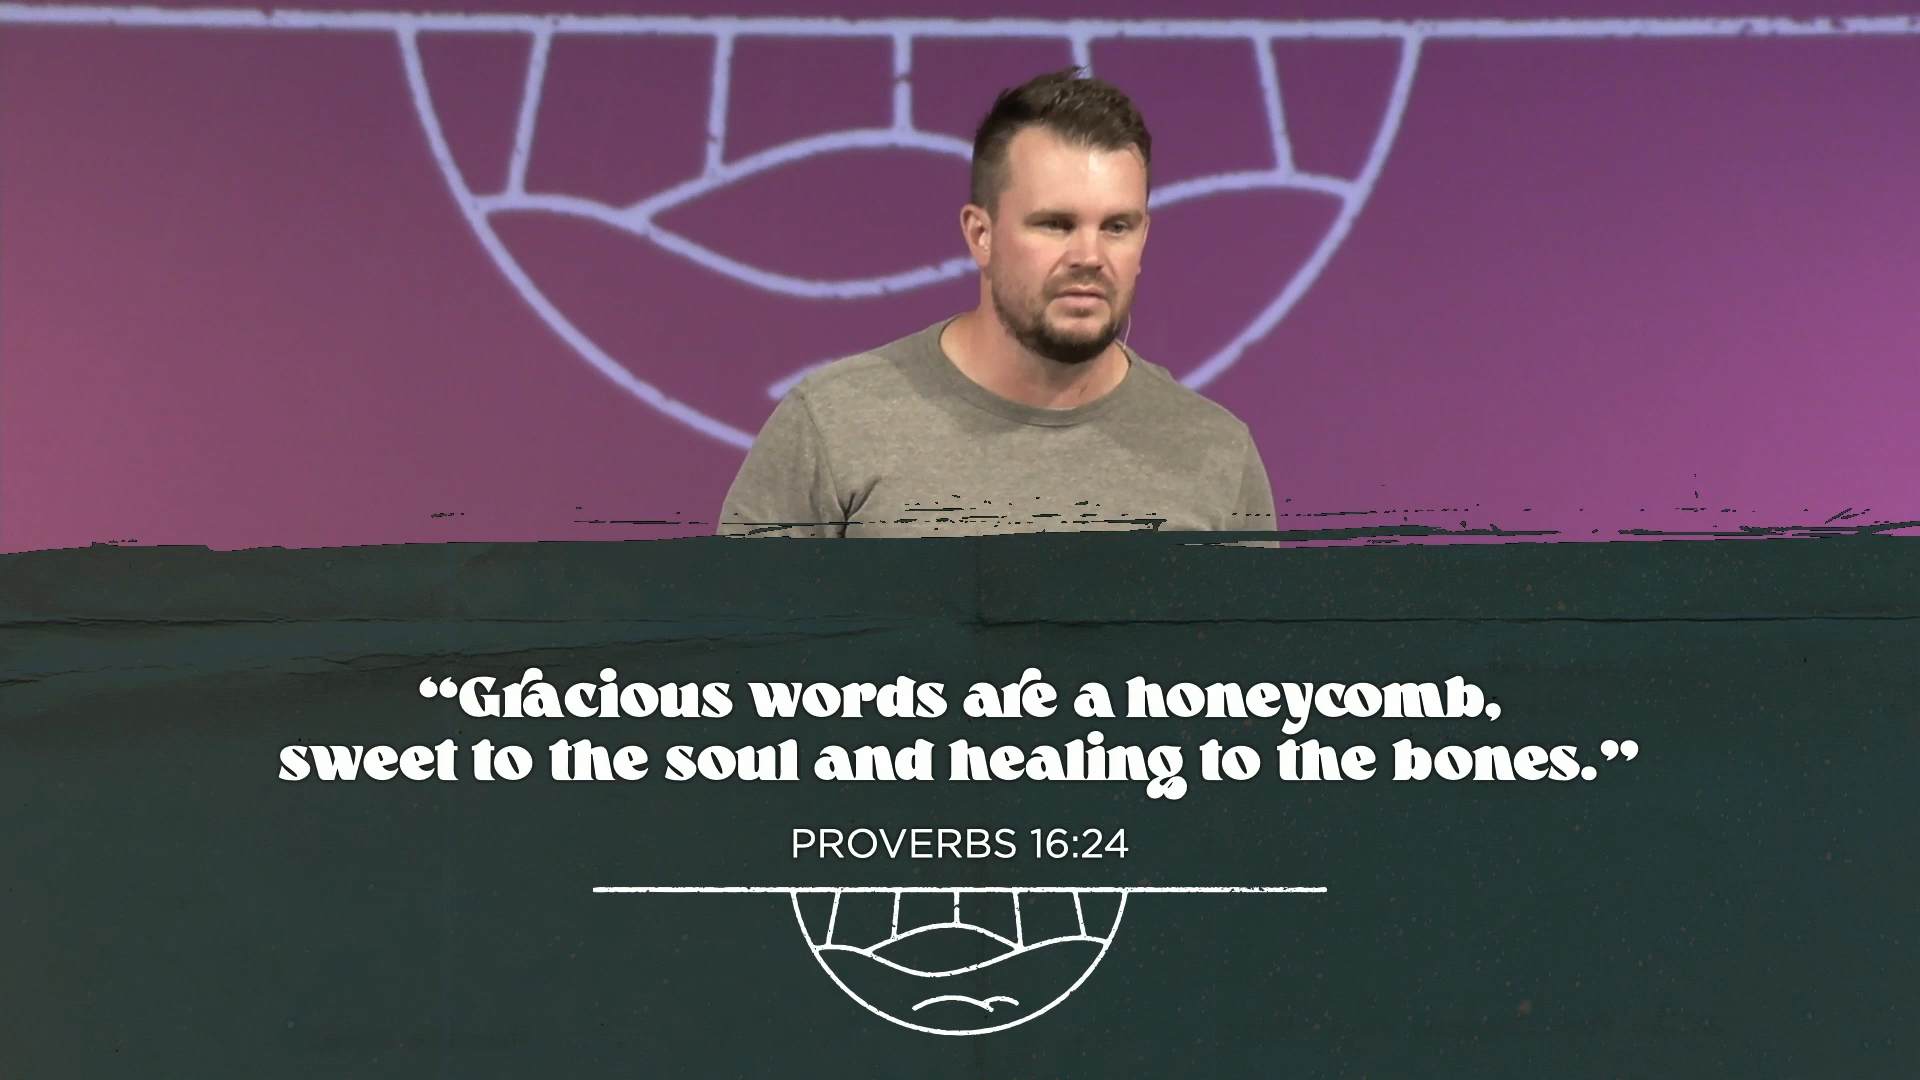 “Gracious words are a honeycomb,
sweet to the soul and healing to the bones.”
PROVERBS 16:24